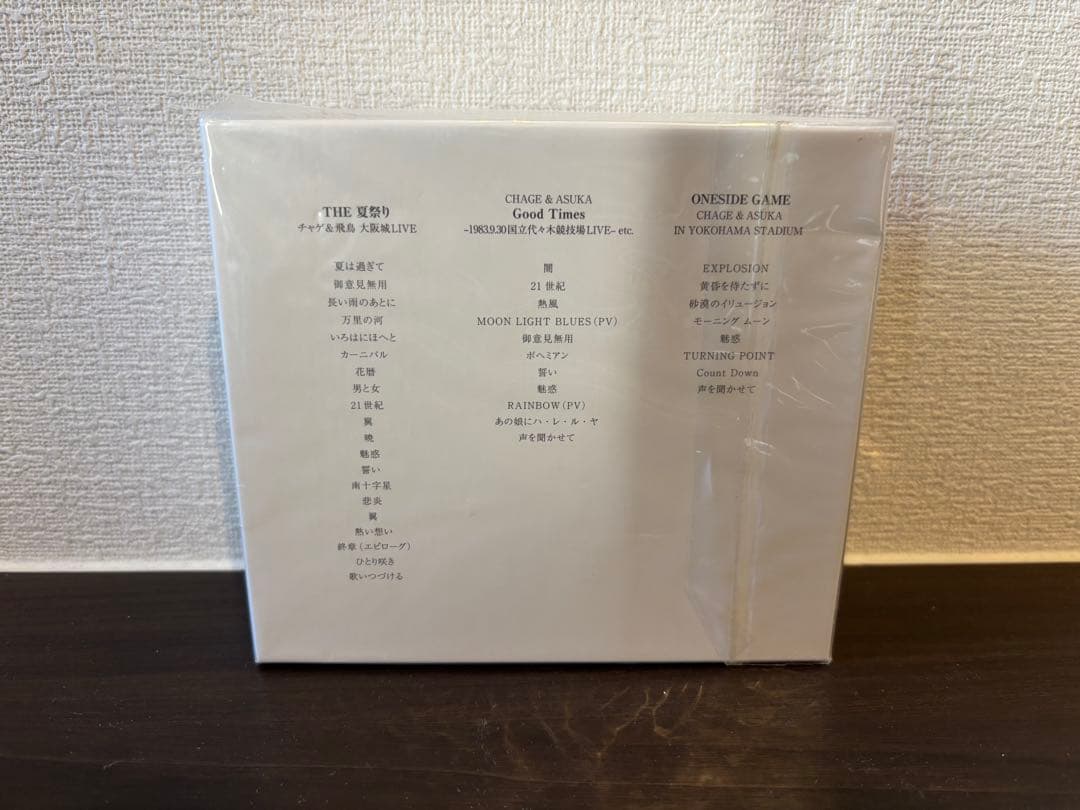 THE 夏祭り
チャゲ&飛鳥 大阪城LIVE
夏は過ぎて
御意見無用
長い雨のあとに
万里の河
いろはにほへと
カーニバル
花暦
男と女
21世紀
翼
暁
魅惑
誓い
南十字星
悲炎
翼
熱い想い
終章(エピローグ)
ひとり咲き
歌いつづける
CHAGE & ASUKA
Good Times
-1983.9.30国立代々木競技場LIVE- etc.
闇
21世紀
熱風
MOON LIGHT BLUES(PV)
御意見無用
ボヘミアン
誓い
魅惑
RAINBOW(PV)
あの娘にハ・レ・ル・ヤ
声を聞かせて
ONESIDE GAME
CHAGE & ASUKA
IN YOKOHAMA STADIUM
EXPLOSION
黄昏を待たずに
砂漠のイリュージョン
モーニング ムーン
魅惑
TURNING POINT
Count Down
声を聞かせて